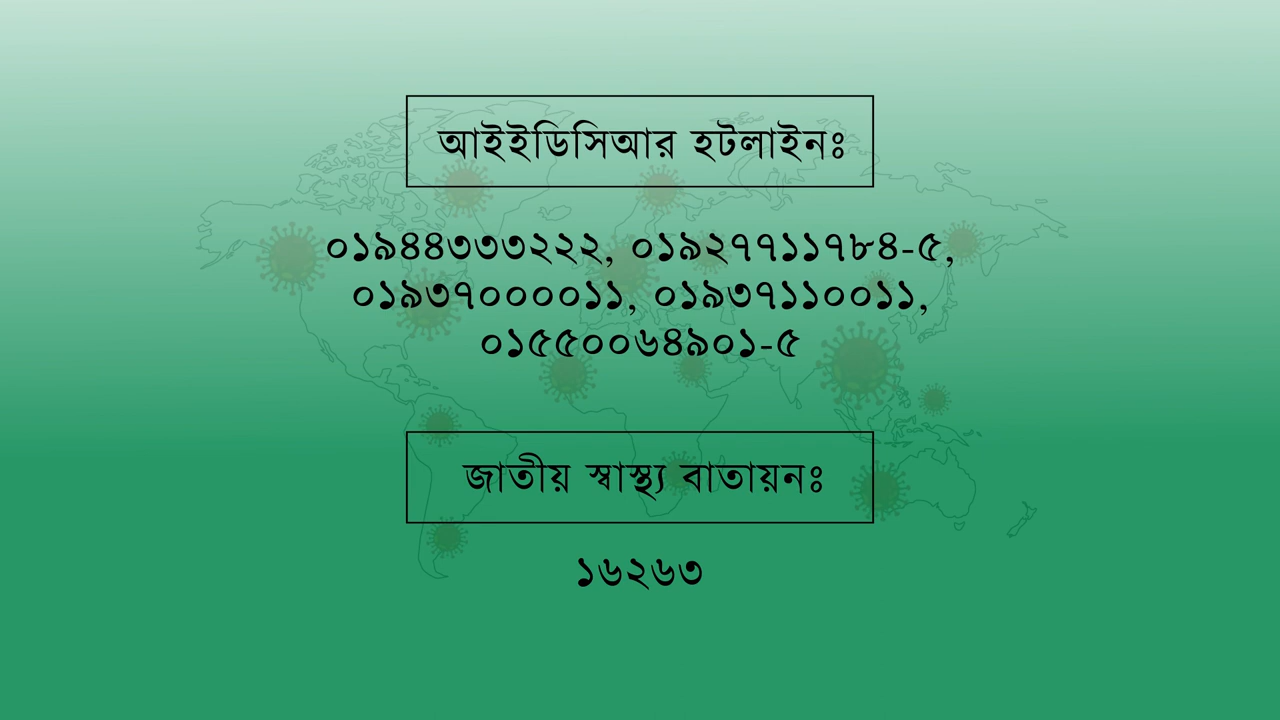 আইইডিসিআর হটলাইনঃ
০১৯৪৪৩৩৩২২২, ০১৯২৭৭১১৭৮৪-৫,
০১৯৩৭০০০০১১, ০১৯৩৭১১০০১১,
০১৫৫০০৬৪৯০১-৫
জাতীয় স্বাস্থ্য বাতায়নঃ
১৬২৬৩